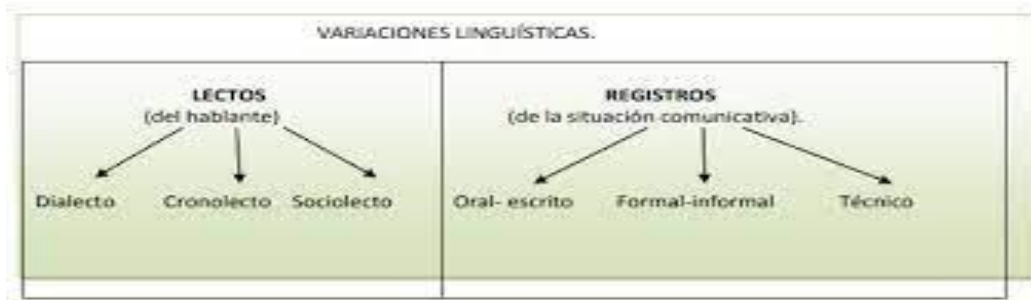 VARIACIONES LINGUÍSTICAS.
LECTOS
(del hablante)
Dialecto Cronolecto Sociolecto
REGISTROS
(de la situación comunicativa).
Oral- escrito Formal-informal Técnico